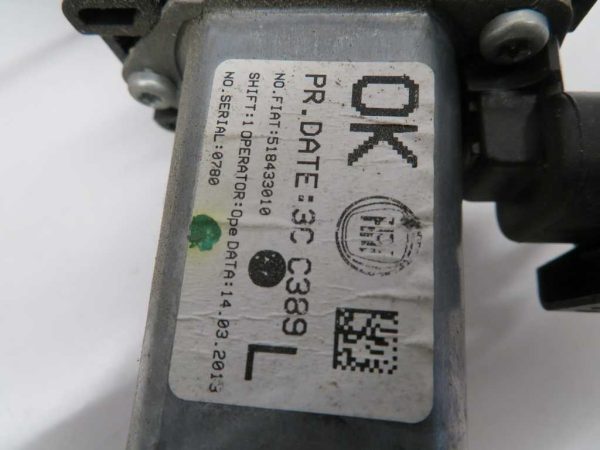 OK
FIAT
PR.DATE:3C C389 L
NO.FIAT:518433010
SHIFT:1 OPERATOR:Ope DATA:14.03.2013
NO.SERIAL:0780